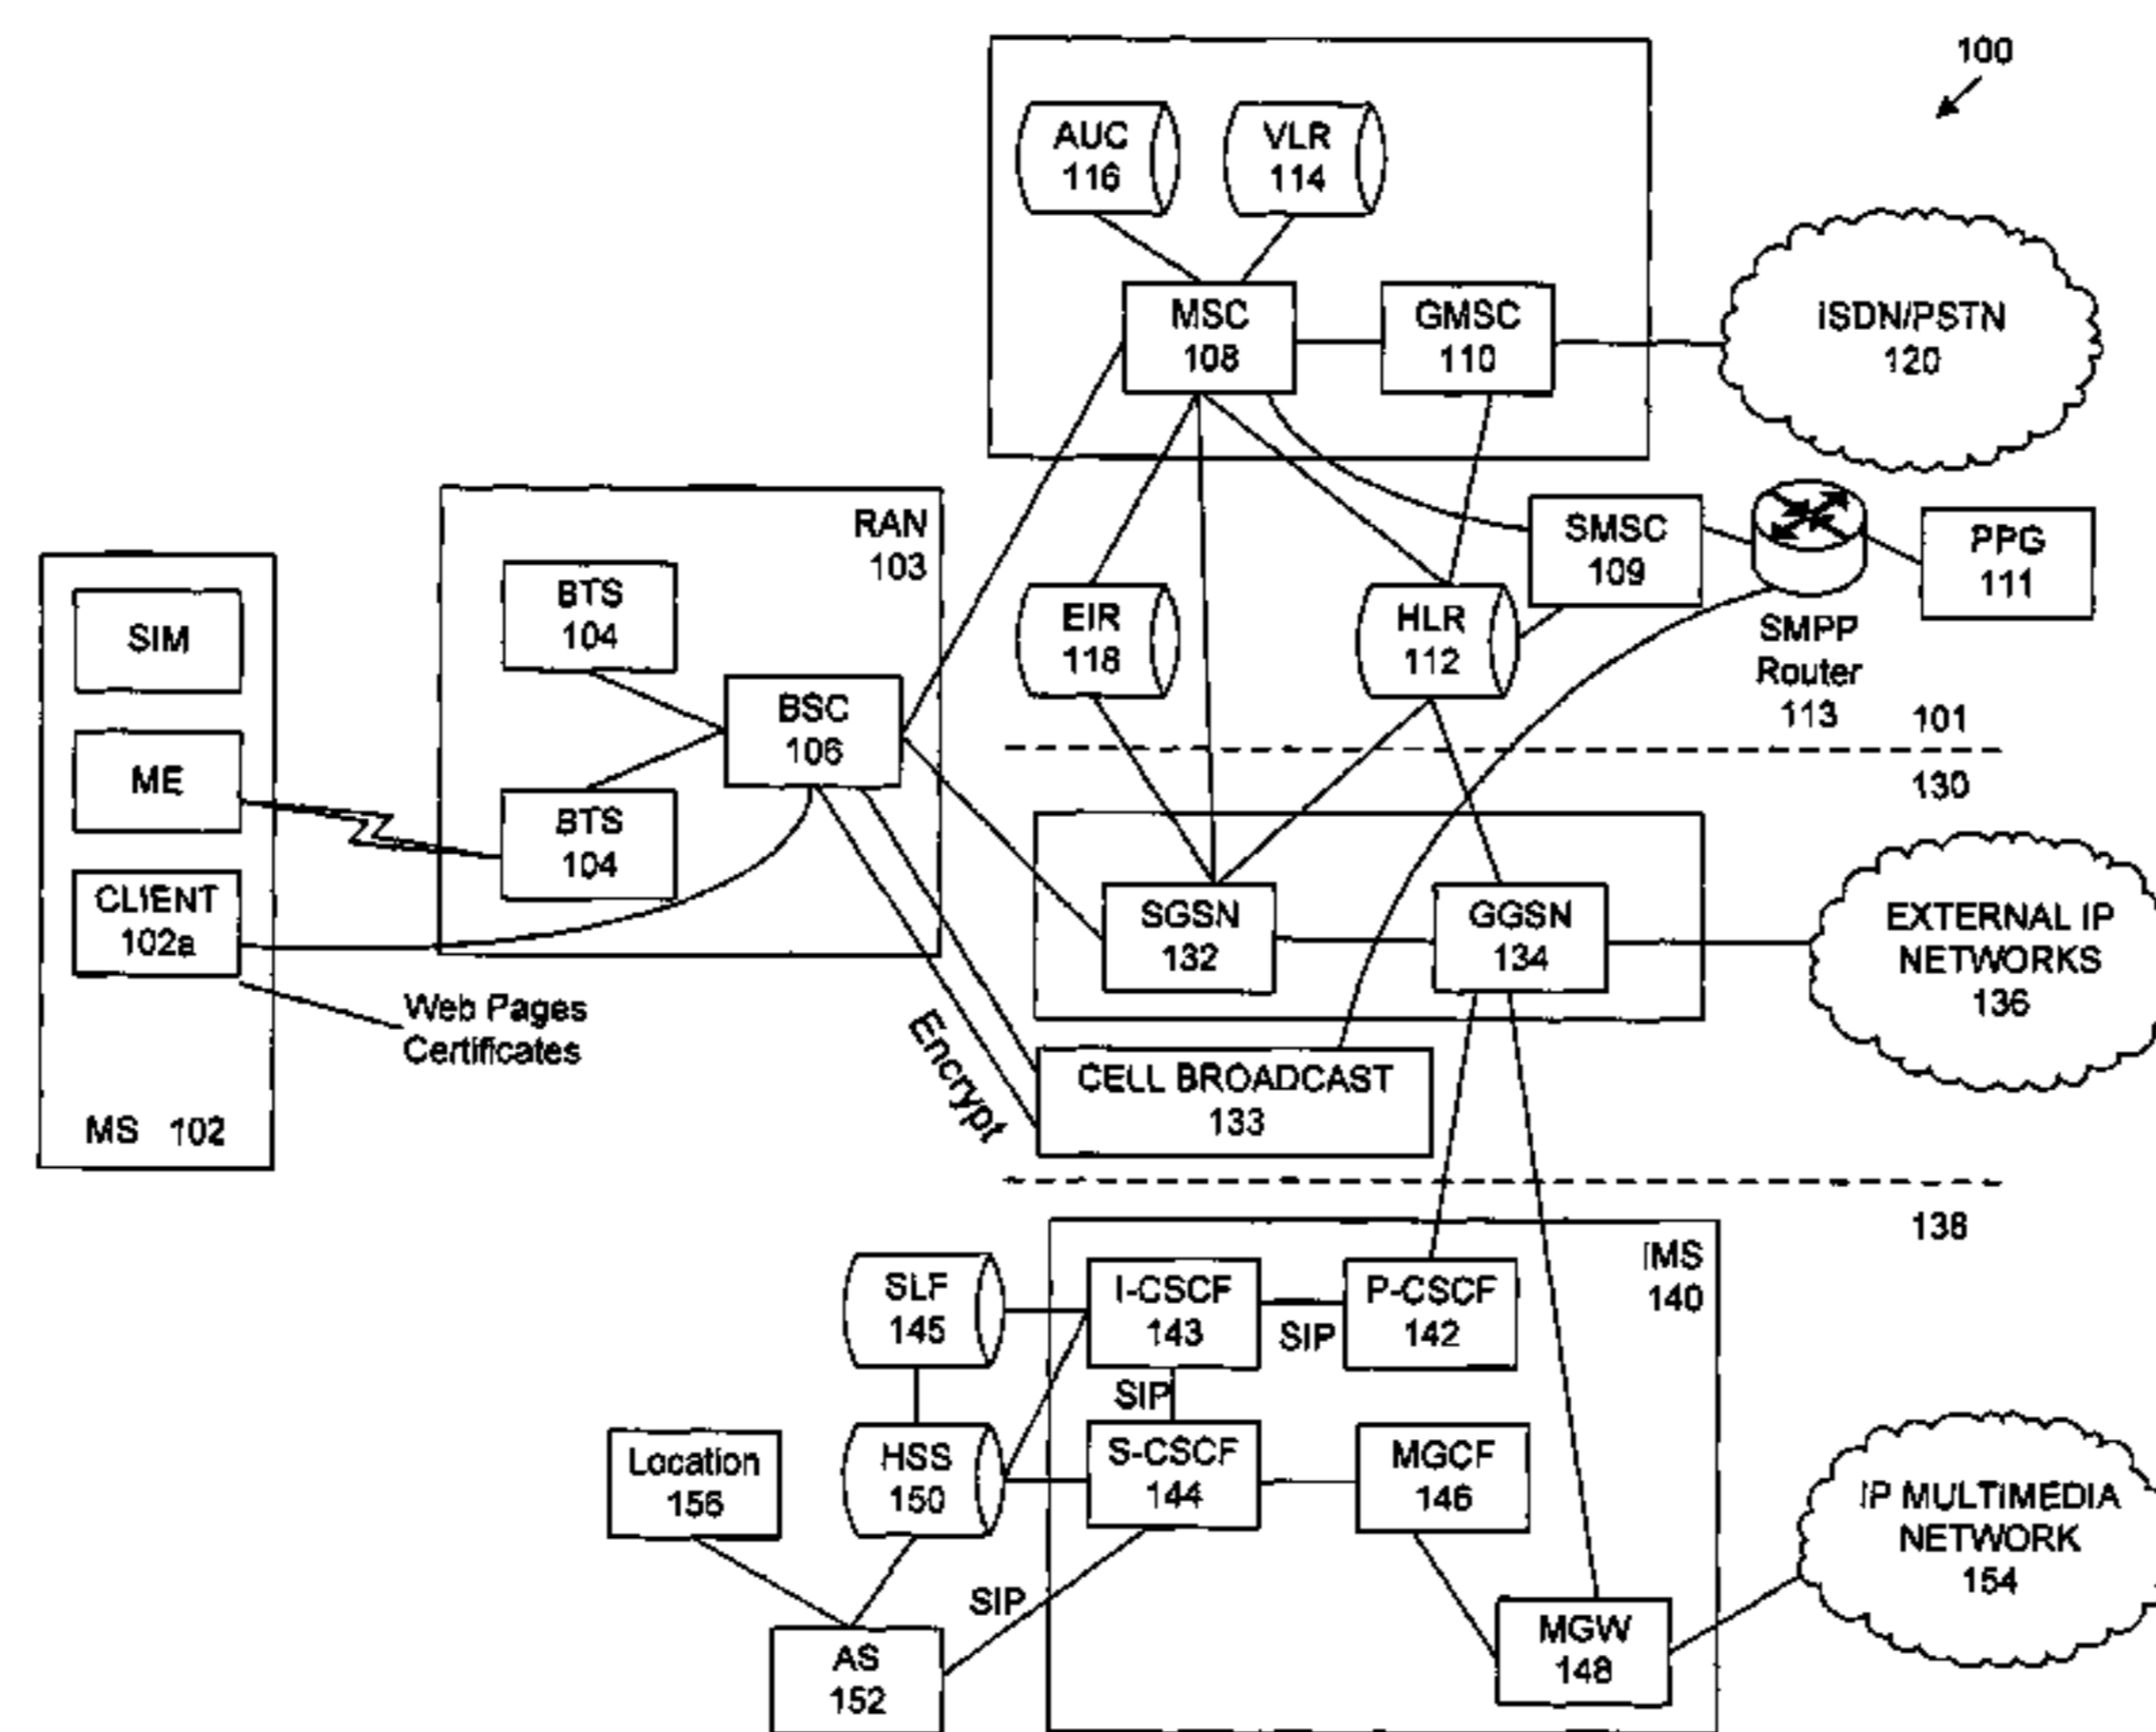 100
AUC
116
VLR
114
MSC
108
GMSC
110
ISDN/PSTN
120
RAN
103
SMSC
109
PPG
111
SMPP
Router
113
BTS
104
EIR
118
HLR
112
SIM
BSC
106
101
130
ME
BTS
104
CLIENT
102a
SGSN
132
GGSN
134
EXTERNAL IP
NETWORKS
136
Web Pages
Certificates
Encrypt
CELL BROADCAST
133
MS 102
138
IMS
140
SLF
145
I-CSCF
143
SIP
P-CSCF
142
SIP
Location
156
HSS
150
S-CSCF
144
MGCF
146
IP MULTIMEDIA
NETWORK
154
SIP
AS
152
MGW
148